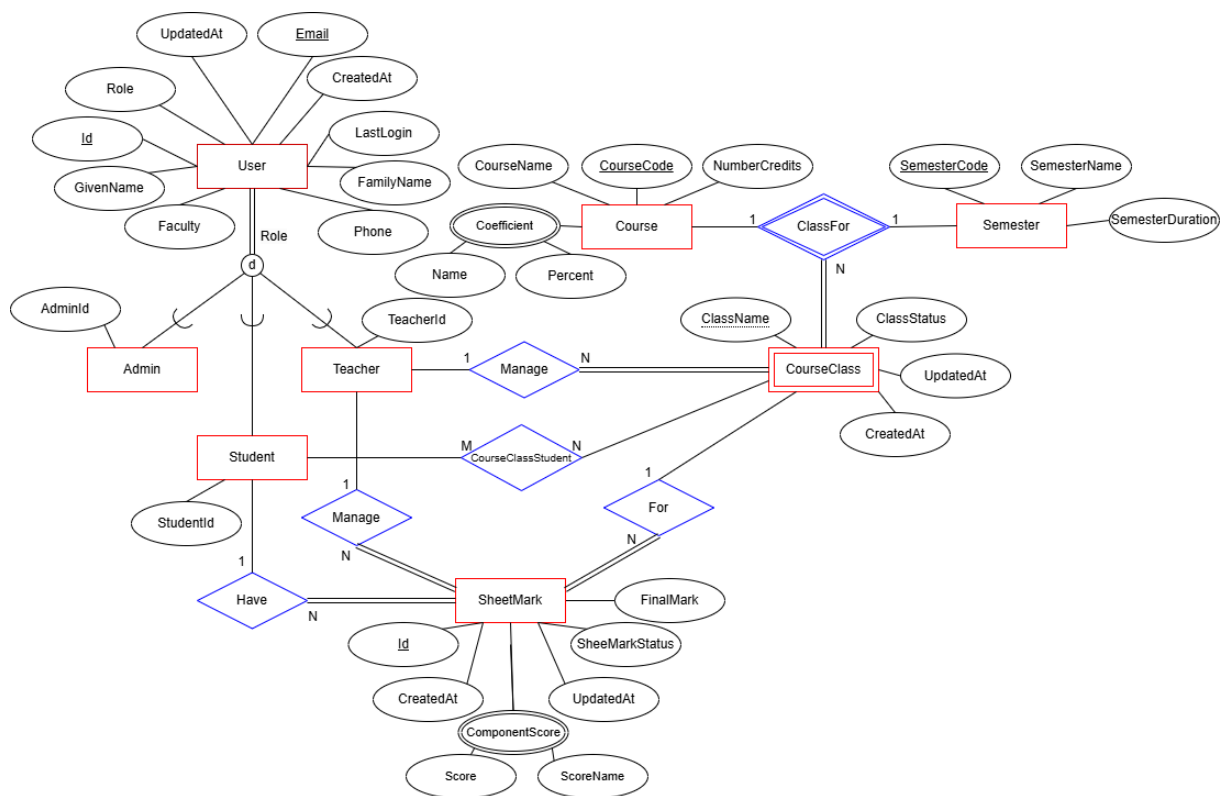 UpdatedAt
Email
Role
CreatedAt
Id
LastLogin
User
GivenName
FamilyName
Faculty
Phone
Role
d
CourseName
CourseCode
NumberCredits
SemesterCode
SemesterName
Coefficient
Course
1
ClassFor
1
Semester
SemesterDuration
Name
Percent
N
AdminId
TeacherId
ClassName
ClassStatus
Admin
Teacher
1
Manage
N
CourseClass
UpdatedAt
CreatedAt
Student
M
CourseClassStudent
N
1
StudentId
1
Manage
For
N
N
1
Have
N
SheetMark
FinalMark
Id
SheeMarkStatus
CreatedAt
UpdatedAt
ComponentScore
Score
ScoreName